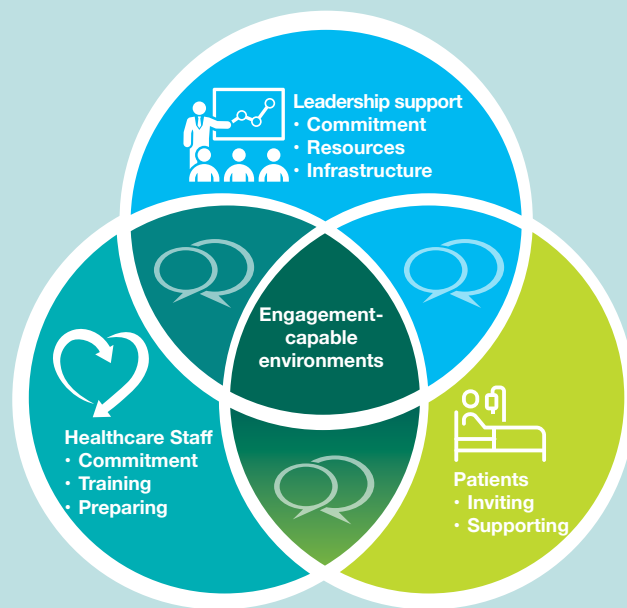 Leadership support
· Commitment
· Resources
· Infrastructure
Engagement-
capable
environments
Healthcare Staff
· Commitment
· Training
· Preparing
Patients
· Inviting
· Supporting